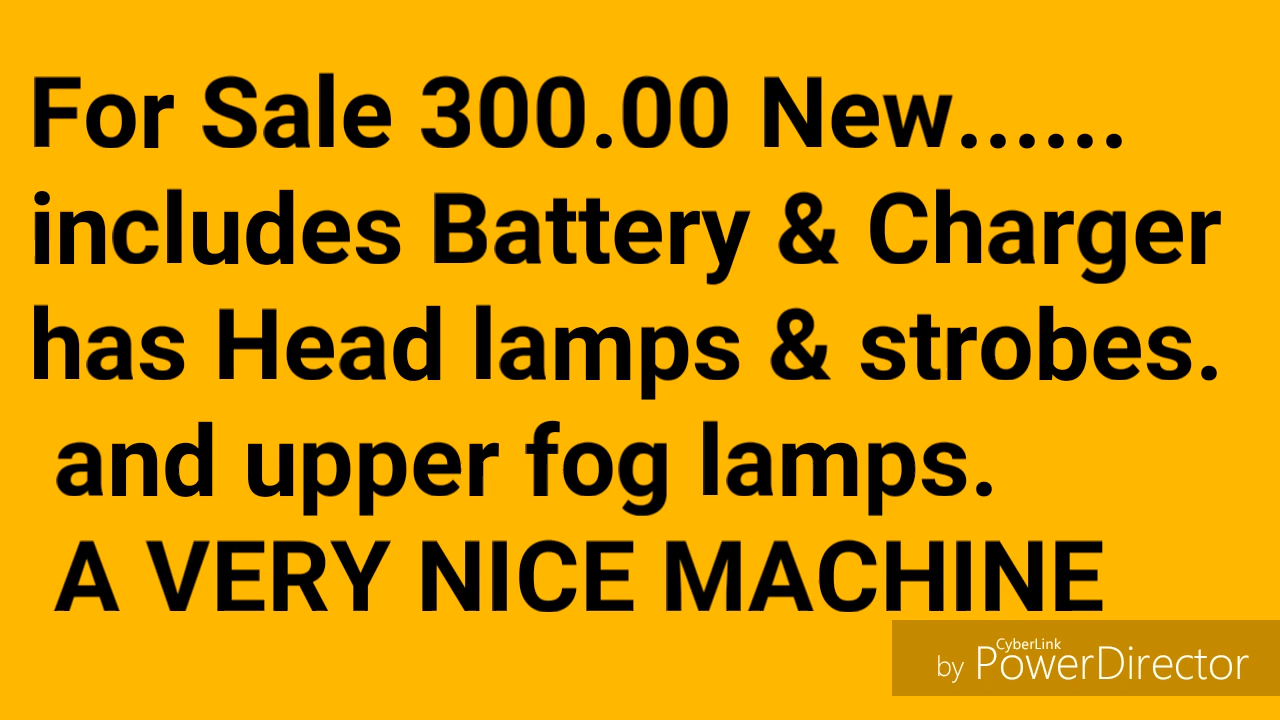 For Sale 300.00 New......
includes Battery & Charger
has Head lamps & strobes.
and upper fog lamps.
A VERY NICE MACHINE
by CyberLink PowerDirector